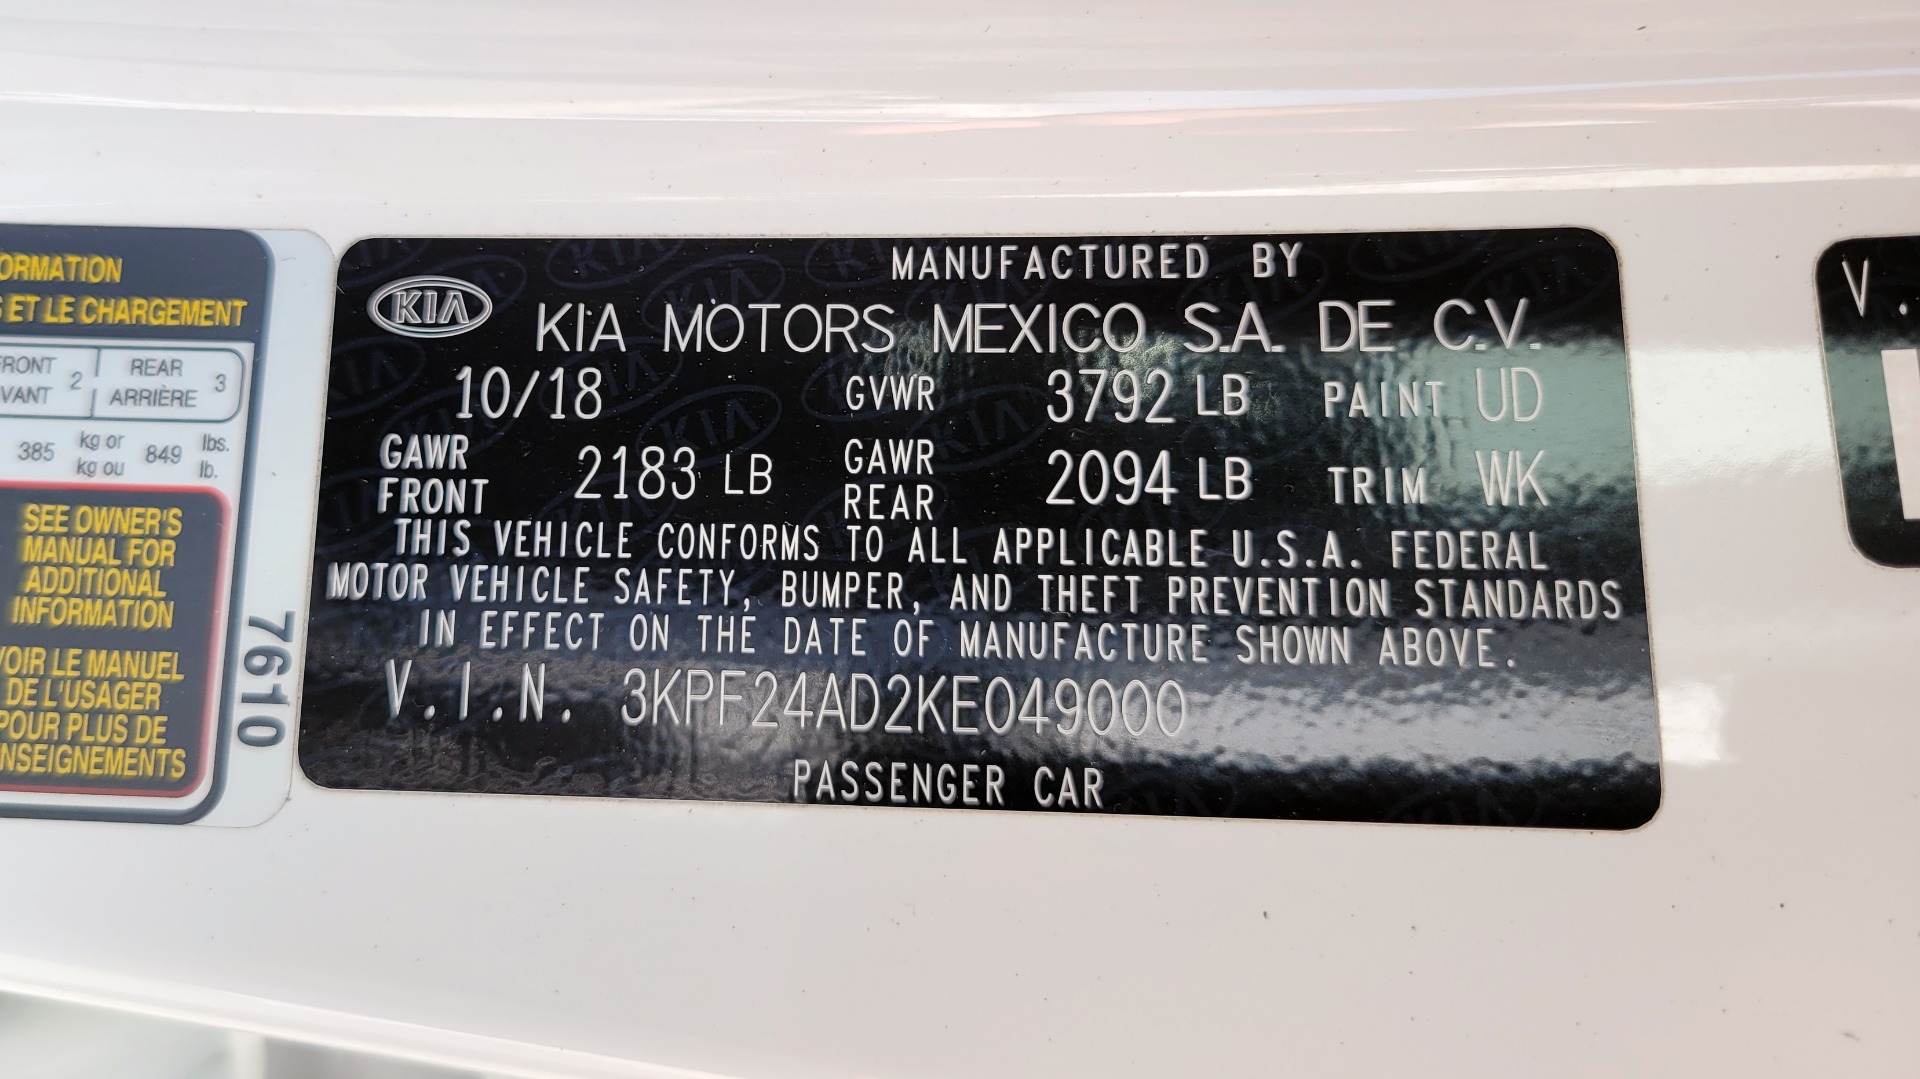 ORMATION
S ET LE CHARGEMENT
FRONT 2 REAR 3
VANT ARRIÈRE
385 kg or 849 lbs.
kg ou lb.
SEE OWNER'S
MANUAL FOR
ADDITIONAL
INFORMATION
VOIR LE MANUEL
DE L'USAGER
POUR PLUS DE
NSEIGNEMENTS
7610
MANUFACTURED BY
KIA KIA MOTORS MEXICO S.A. DE C.V.
10/18 GVWR 3792 LB PAINT UD
GAWR FRONT 2183 LB GAWR REAR 2094 LB TRIM WK
THIS VEHICLE CONFORMS TO ALL APPLICABLE U.S.A. FEDERAL
MOTOR VEHICLE SAFETY, BUMPER, AND THEFT PREVENTION STANDARDS
IN EFFECT ON THE DATE OF MANUFACTURE SHOWN ABOVE.
V.I.N. 3KPF24AD2KE049000
PASSENGER CAR
V.